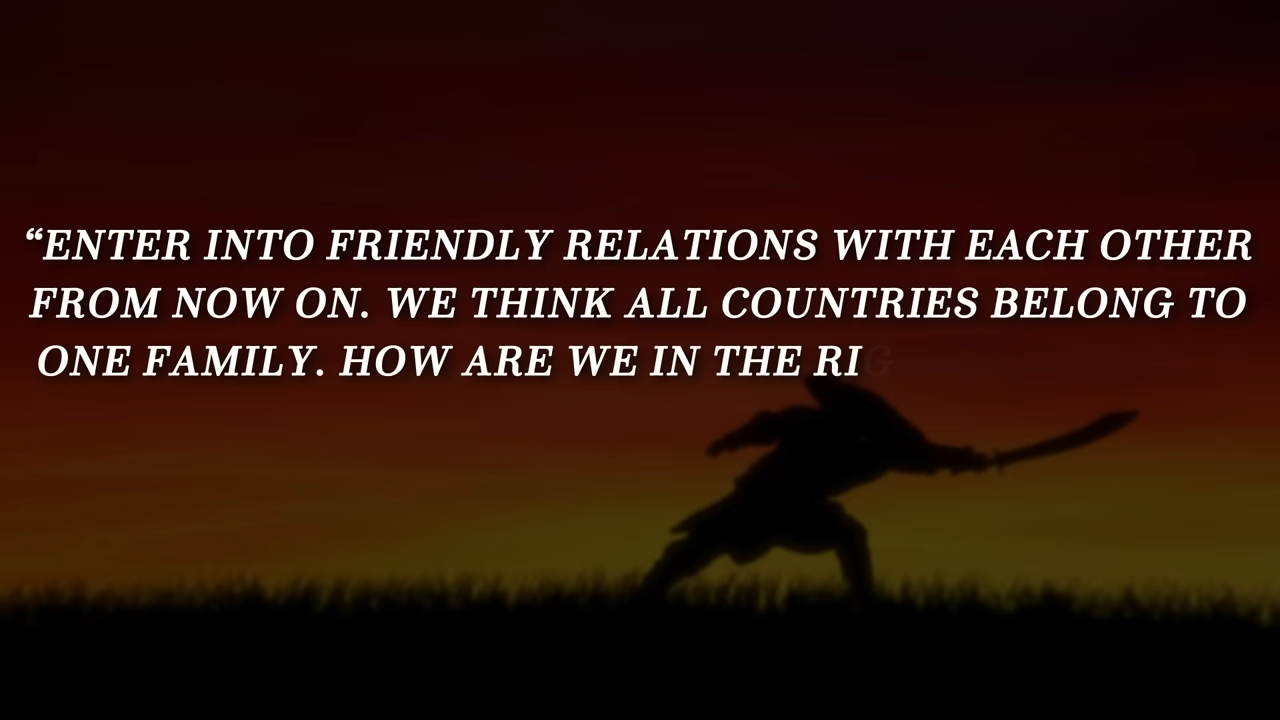 “ENTER INTO FRIENDLY RELATIONS WITH EACH OTHER
FROM NOW ON. WE THINK ALL COUNTRIES BELONG TO
ONE FAMILY. HOW ARE WE IN THE RIG